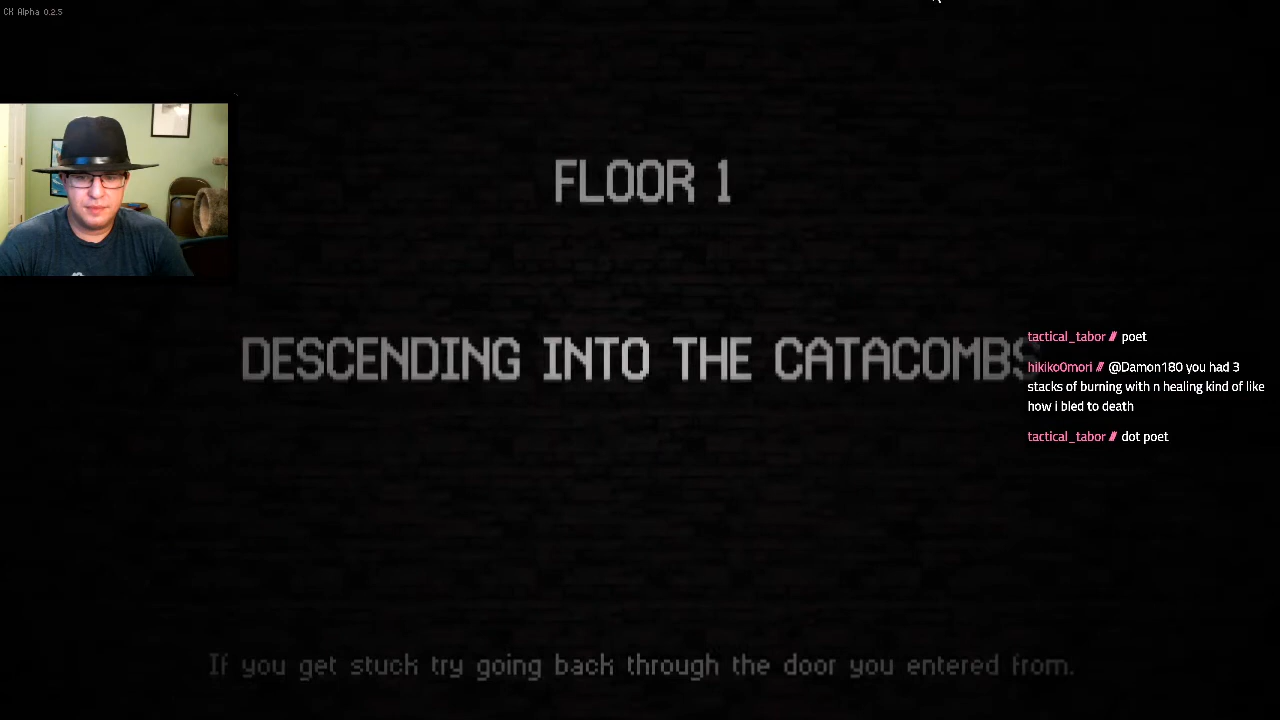 CK Alpha 0.2.5
FLOOR 1
DESCENDING INTO THE CATACOMBS
tactical_tabor // poet
hikiko0mori // @Damon180 you had 3
stacks of burning with n healing kind of like
how i bled to death
tactical_tabor // dot poet
If you get stuck try going back through the door you entered from.